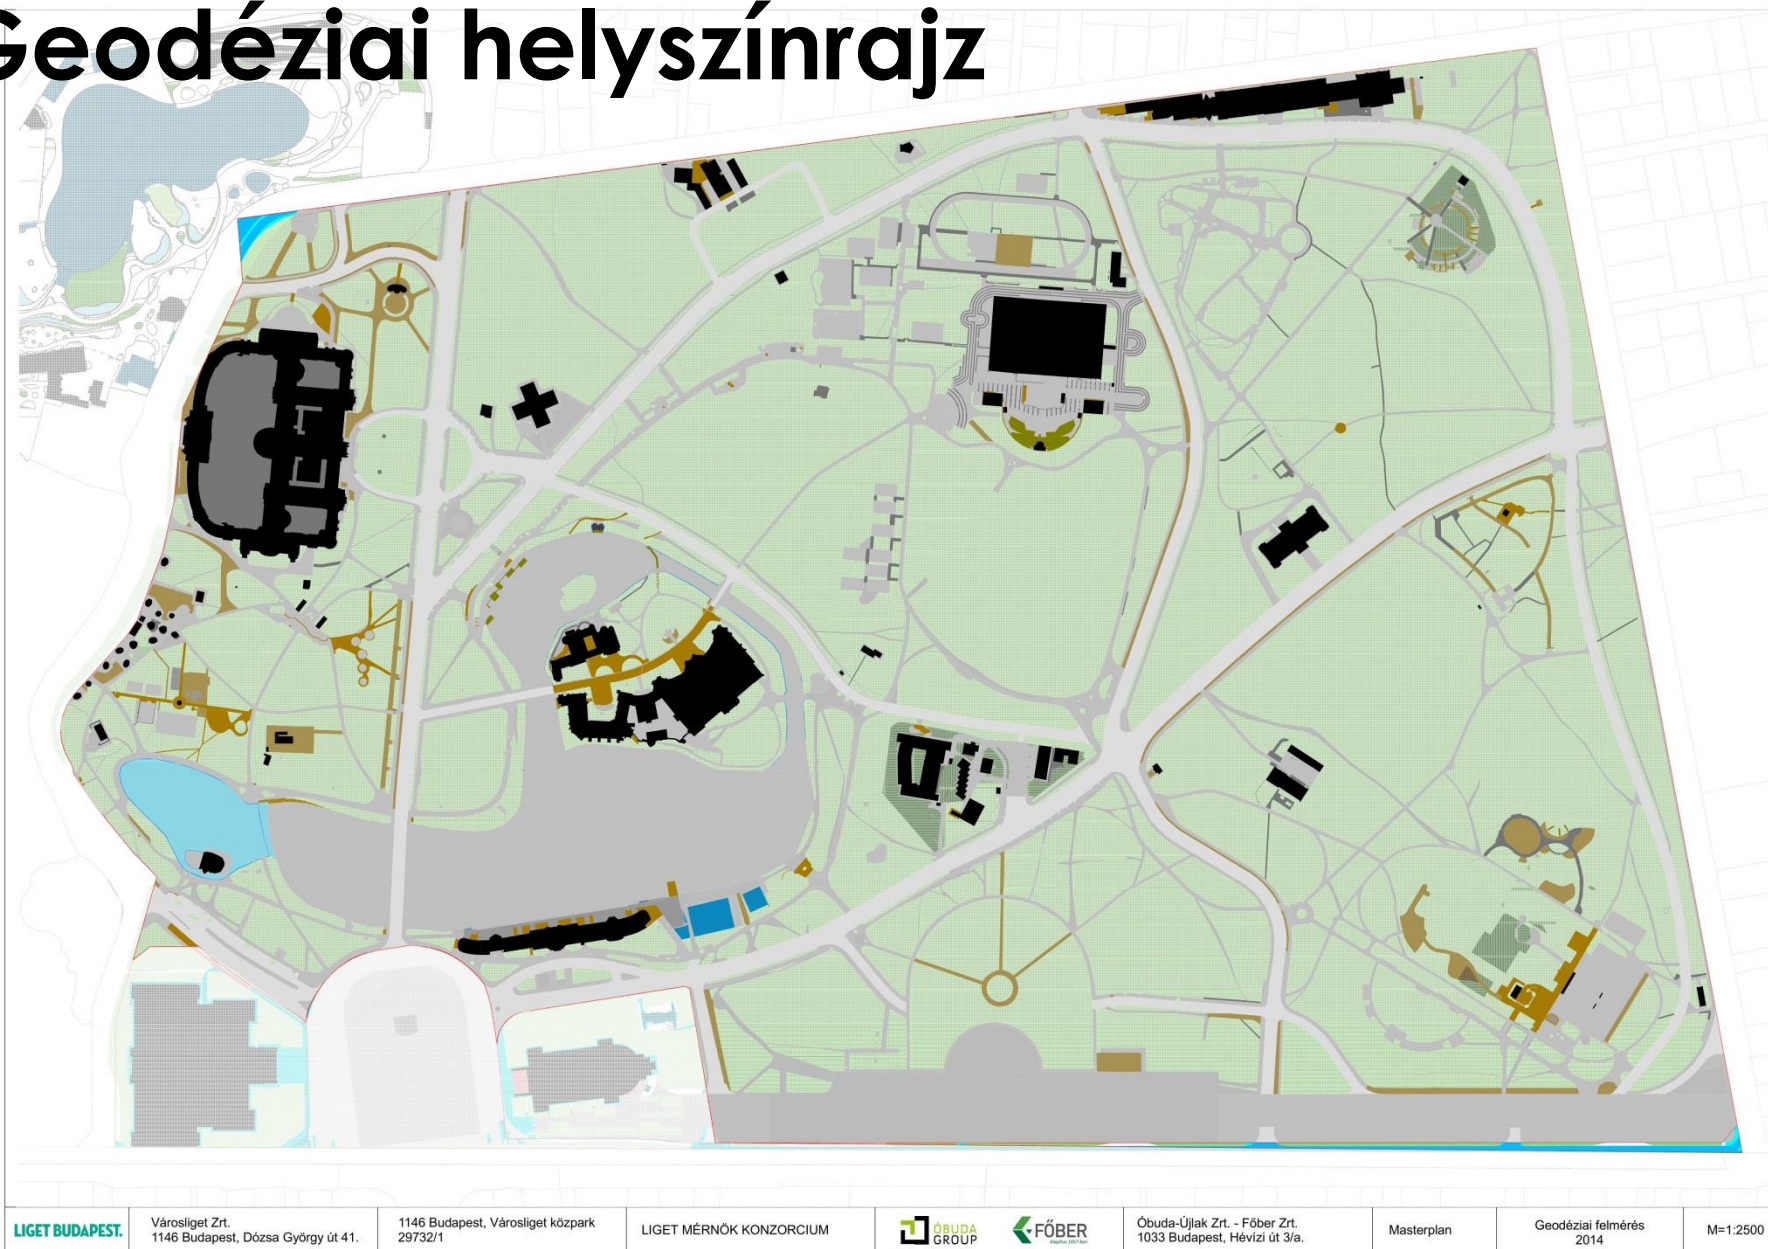 Geodéziai helyszínrajz
LIGET BUDAPEST.
Városliget Zrt.
1146 Budapest, Dózsa György út 41.
1146 Budapest, Városliget közpark
29732/1
LIGET MÉRNÖK KONZORCIUM
ÓBUDA
GROUP
FŐBER
Óbuda-Újlak Zrt. - Főber Zrt.
1033 Budapest, Hévízi út 3/a.
Masterplan
Geodéziai felmérés
2014
M=1:2500